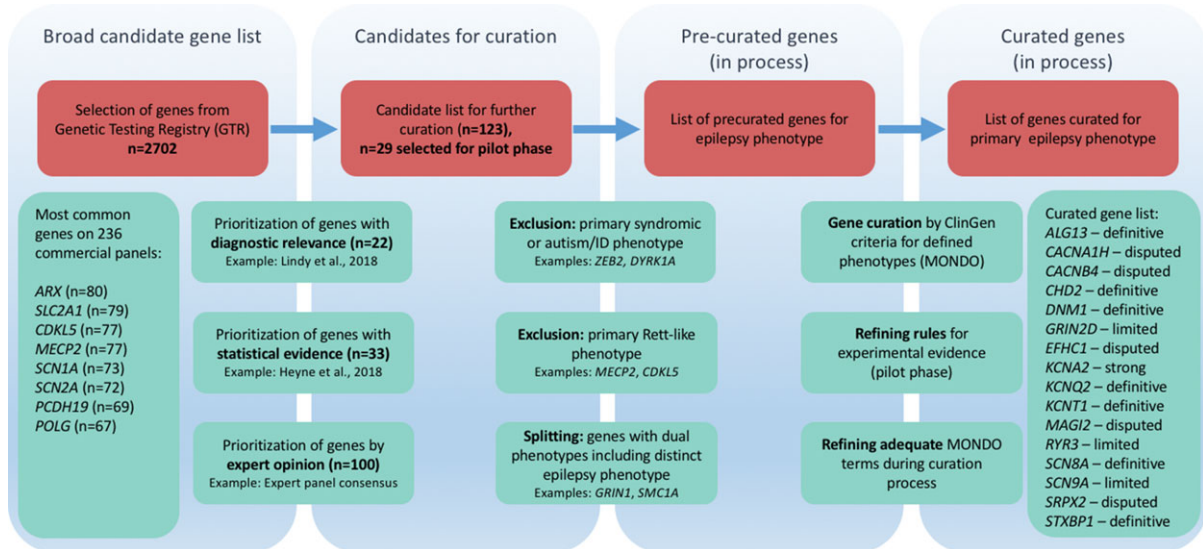 Broad candidate gene list
Candidates for curation
Pre-curated genes
(in process)
Curated genes
(in process)
Selection of genes from
Genetic Testing Registry (GTR)
n=2702
Candidate list for further
curation (n=123),
n=29 selected for pilot phase
List of precurated genes for
epilepsy phenotype
List of genes curated for
primary epilepsy phenotype
Most common
genes on 236
commercial panels:
ARX (n=80)
SLC2A1 (n=79)
CDKL5 (n=77)
MECP2 (n=77)
SCN1A (n=73)
SCN2A (n=72)
PCDH19 (n=69)
POLG (n=67)
Prioritization of genes with
diagnostic relevance (n=22)
Example: Lindy et al., 2018
Prioritization of genes with
statistical evidence (n=33)
Example: Heyne et al., 2018
Prioritization of genes by
expert opinion (n=100)
Example: Expert panel consensus
Exclusion: primary syndromic
or autism/ID phenotype
Examples: ZEB2, DYRK1A
Exclusion: primary Rett-like
phenotype
Examples: MECP2, CDKL5
Splitting: genes with dual
phenotypes including distinct
epilepsy phenotype
Examples: GRIN1, SMC1A
Gene curation by ClinGen
criteria for defined
phenotypes (MONDO)
Refining rules for
experimental evidence
(pilot phase)
Refining adequate MONDO
terms during curation
process
Curated gene list:
ALG13 – definitive
CACNA1H – disputed
CACNB4 – disputed
CHD2 – definitive
DNM1 – definitive
GRIN2D – limited
EFHC1 – disputed
KCNA2 – strong
KCNQ2 – definitive
KCNT1 – definitive
MAGI2 – disputed
RYR3 – limited
SCN8A – definitive
SCN9A – limited
SRPX2 – disputed
STXBP1 – definitive